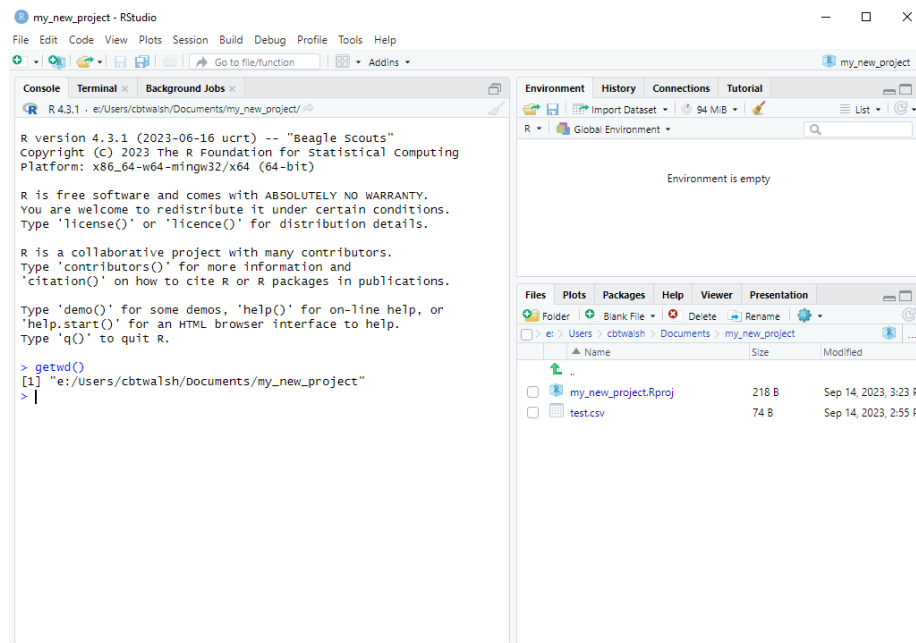 my_new_project - RStudio
File Edit Code View Plots Session Build Debug Profile Tools Help
Go to file/function Addins my_new_project
Console Terminal Background Jobs
R 4.3.1 · e:/Users/cbtwalsh/Documents/my_new_project/
R version 4.3.1 (2023-06-16 ucrt) -- "Beagle Scouts"
Copyright (C) 2023 The R Foundation for Statistical Computing
Platform: x86_64-w64-mingw32/x64 (64-bit)
R is free software and comes with ABSOLUTELY NO WARRANTY.
You are welcome to redistribute it under certain conditions.
Type 'license()' or 'licence()' for distribution details.
R is a collaborative project with many contributors.
Type 'contributors()' for more information and
'citation()' on how to cite R or R packages in publications.
Type 'demo()' for some demos, 'help()' for on-line help, or
'help.start()' for an HTML browser interface to help.
Type 'q()' to quit R.
> getwd()
[1] "e:/Users/cbtwalsh/Documents/my_new_project"
>
Environment History Connections Tutorial
Import Dataset 94 MiB List
R Global Environment
Environment is empty
Files Plots Packages Help Viewer Presentation
Folder Blank File Delete Rename
e: > Users > cbtwalsh > Documents > my_new_project ...
Name Size Modified
..
my_new_project.Rproj 218 B Sep 14, 2023, 3:23 P
test.csv 74 B Sep 14, 2023, 2:55 P